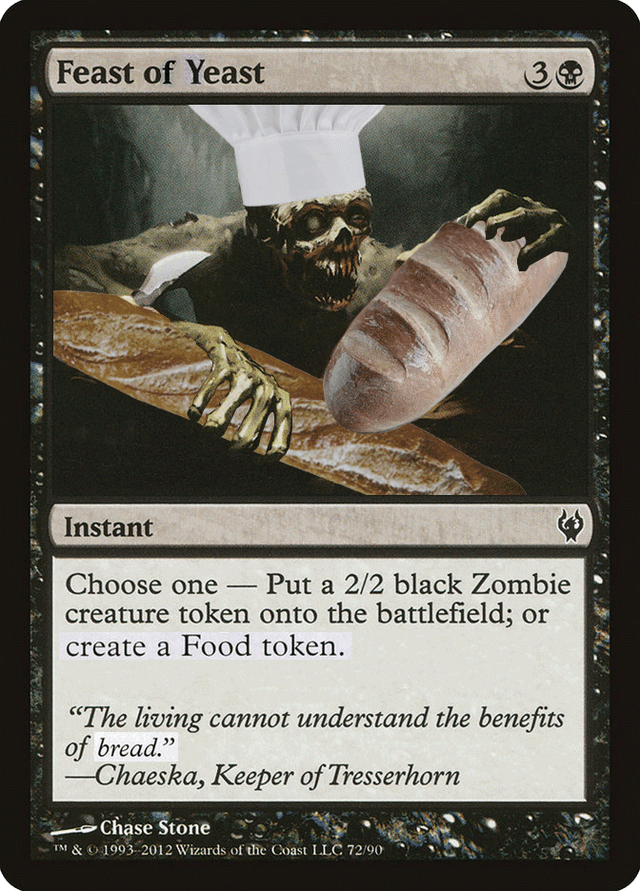 Feast of Yeast 3
Instant
Choose one — Put a 2/2 black Zombie
creature token onto the battlefield; or
create a Food token.
“The living cannot understand the benefits
of bread.”
—Chaeska, Keeper of Tresserhorn
Chase Stone
™ & © 1993–2012 Wizards of the Coast LLC 72/90